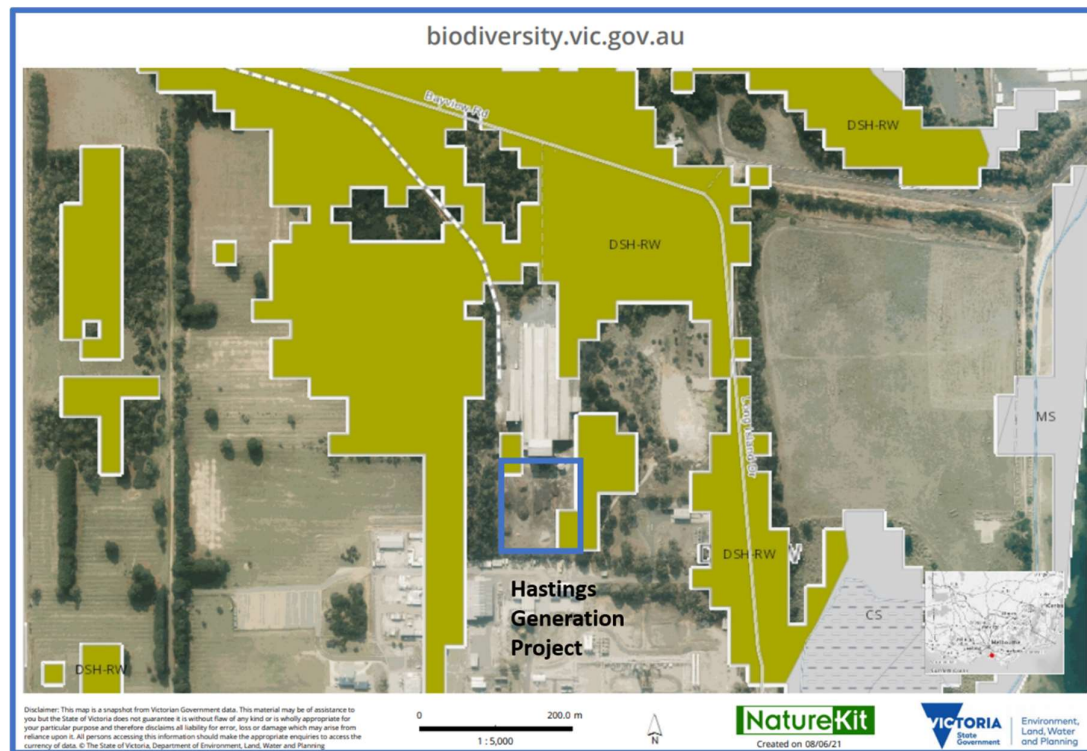 biodiversity.vic.gov.au
Bayview Rd
DSH-RW
DSH-RW
MS
DSH-RW
CS
DSH-RW
Hastings
Generation
Project
Disclaimer: This map is a snapshot from Victorian Government data. This material may be of assistance to
you but the State of Victoria does not guarantee it is without flaw of any kind or is wholly appropriate for
your particular purpose and therefore disclaims all liability for error, loss or damage which may arise from
reliance upon it. All persons accessing this information should make the appropriate enquiries to access the
currency of data. © The State of Victoria, Department of Environment, Land, Water and Planning
0
200.0 m
1 : 5,000
N
NatureKit
Created on 08/06/21
VICTORIA
State
Government
Environment,
Land, Water
and Planning